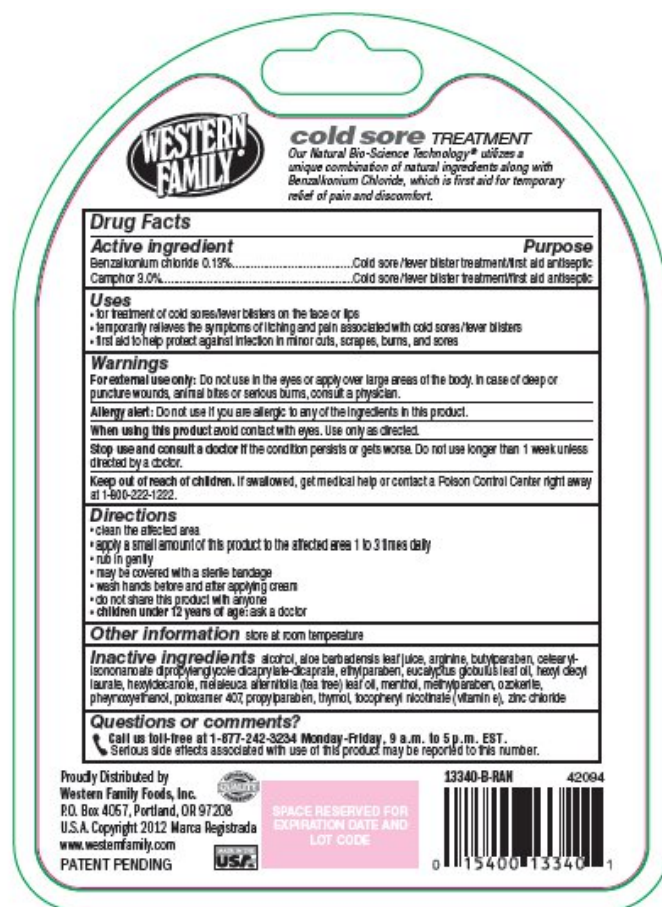 WESTERN
FAMILY
cold sore TREATMENT
Our Natural Bio-Science Technology® utilizes a
unique combination of natural ingredients along with
Benzalkonium Chloride, which is first aid for temporary
relief of pain and discomfort.
Drug Facts
Active ingredient Purpose
Benzalkonium chloride 0.13%..............................Cold sore/fever blister treatment/first aid antiseptic
Camphor 3.0%..............................................Cold sore/fever blister treatment/first aid antiseptic
Uses
• for treatment of cold sores/fever blisters on the face or lips
• temporarily relieves the symptoms of itching and pain associated with cold sores/fever blisters
• first aid to help protect against infection in minor cuts, scrapes, burns, and sores
Warnings
For external use only: Do not use in the eyes or apply over large areas of the body. In case of deep or
puncture wounds, animal bites or serious burns, consult a physician.
Allergy alert: Do not use if you are allergic to any of the ingredients in this product.
When using this product avoid contact with eyes. Use only as directed.
Stop use and consult a doctor if the condition persists or gets worse. Do not use longer than 1 week unless
directed by a doctor.
Keep out of reach of children. If swallowed, get medical help or contact a Poison Control Center right away
at 1-800-222-1222.
Directions
• clean the affected area
• apply a small amount of this product to the affected area 1 to 3 times daily
• rub in gently
• may be covered with a sterile bandage
• wash hands before and after applying cream
• do not share this product with anyone
• children under 12 years of age: ask a doctor
Other information store at room temperature
Inactive ingredients alcohol, aloe barbadensis leaf juice, arginine, butylparaben, cetearyl-
isononanoate dipropylenglycole dicaprylate-dicaprate, ethylparaben, eucalyptus globulus leaf oil, hexyl decyl
laurate, hexyldecanole, melaleuca alternifolia (tea tree) leaf oil, menthol, methylparaben, ozokerite,
pheynoxyethanol, poloxamer 407, propylparaben, thymol, tocopheryl nicotinate (vitamin e), zinc chloride
Questions or comments?
Call us toll-free at 1-877-242-3234 Monday-Friday, 9 a.m. to 5 p.m. EST.
Serious side effects associated with use of this product may be reported to this number.
Proudly Distributed by
Western Family Foods, Inc.
P.O. Box 4057, Portland, OR 97208
U.S.A. Copyright 2012 Marca Registrada
www.westernfamily.com
PATENT PENDING
QUALITY
MADE IN THE
USA
SPACE RESERVED FOR
EXPIRATION DATE AND
LOT CODE
13340-B-RAN 42094
0 15400 13340 1